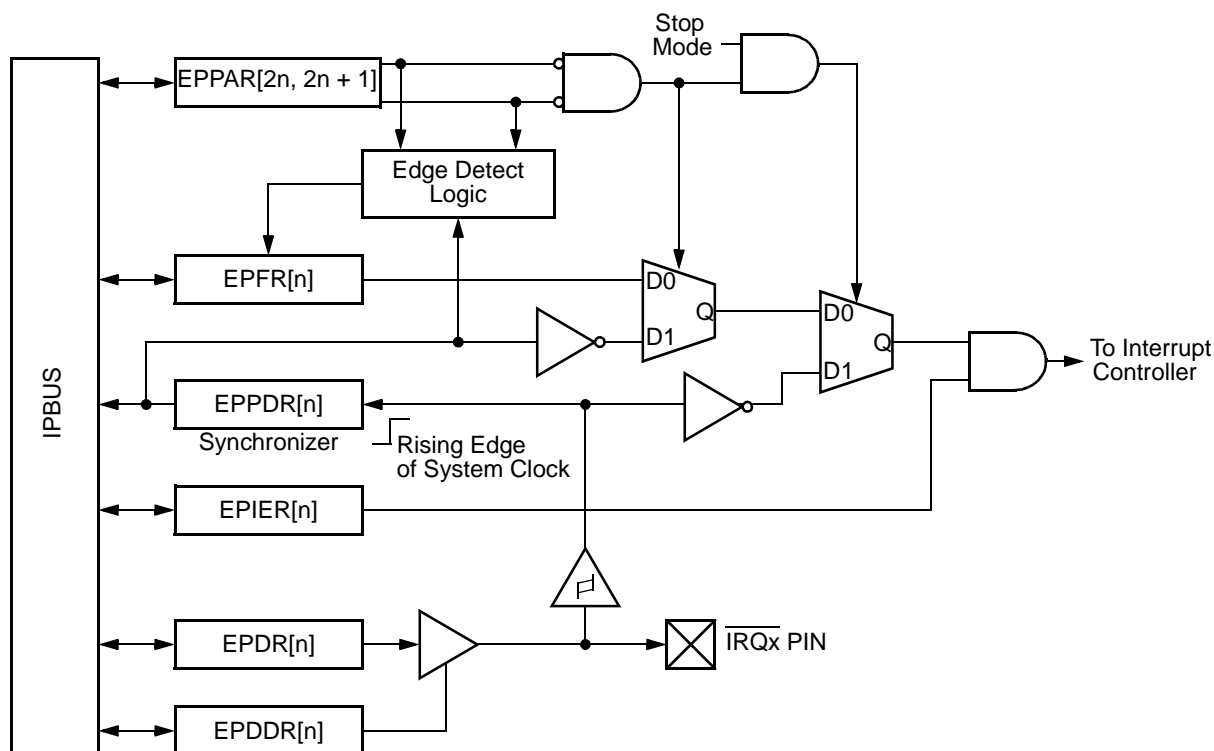 Stop
Mode
EPPAR[2n, 2n + 1]
Edge Detect
Logic
EPFR[n]
D0
Q
D1
D0
Q
D1
To Interrupt
Controller
IPBUS
EPPDR[n]
Synchronizer
Rising Edge
of System Clock
EPIER[n]
EPDR[n]
IRQx PIN
EPDDR[n]